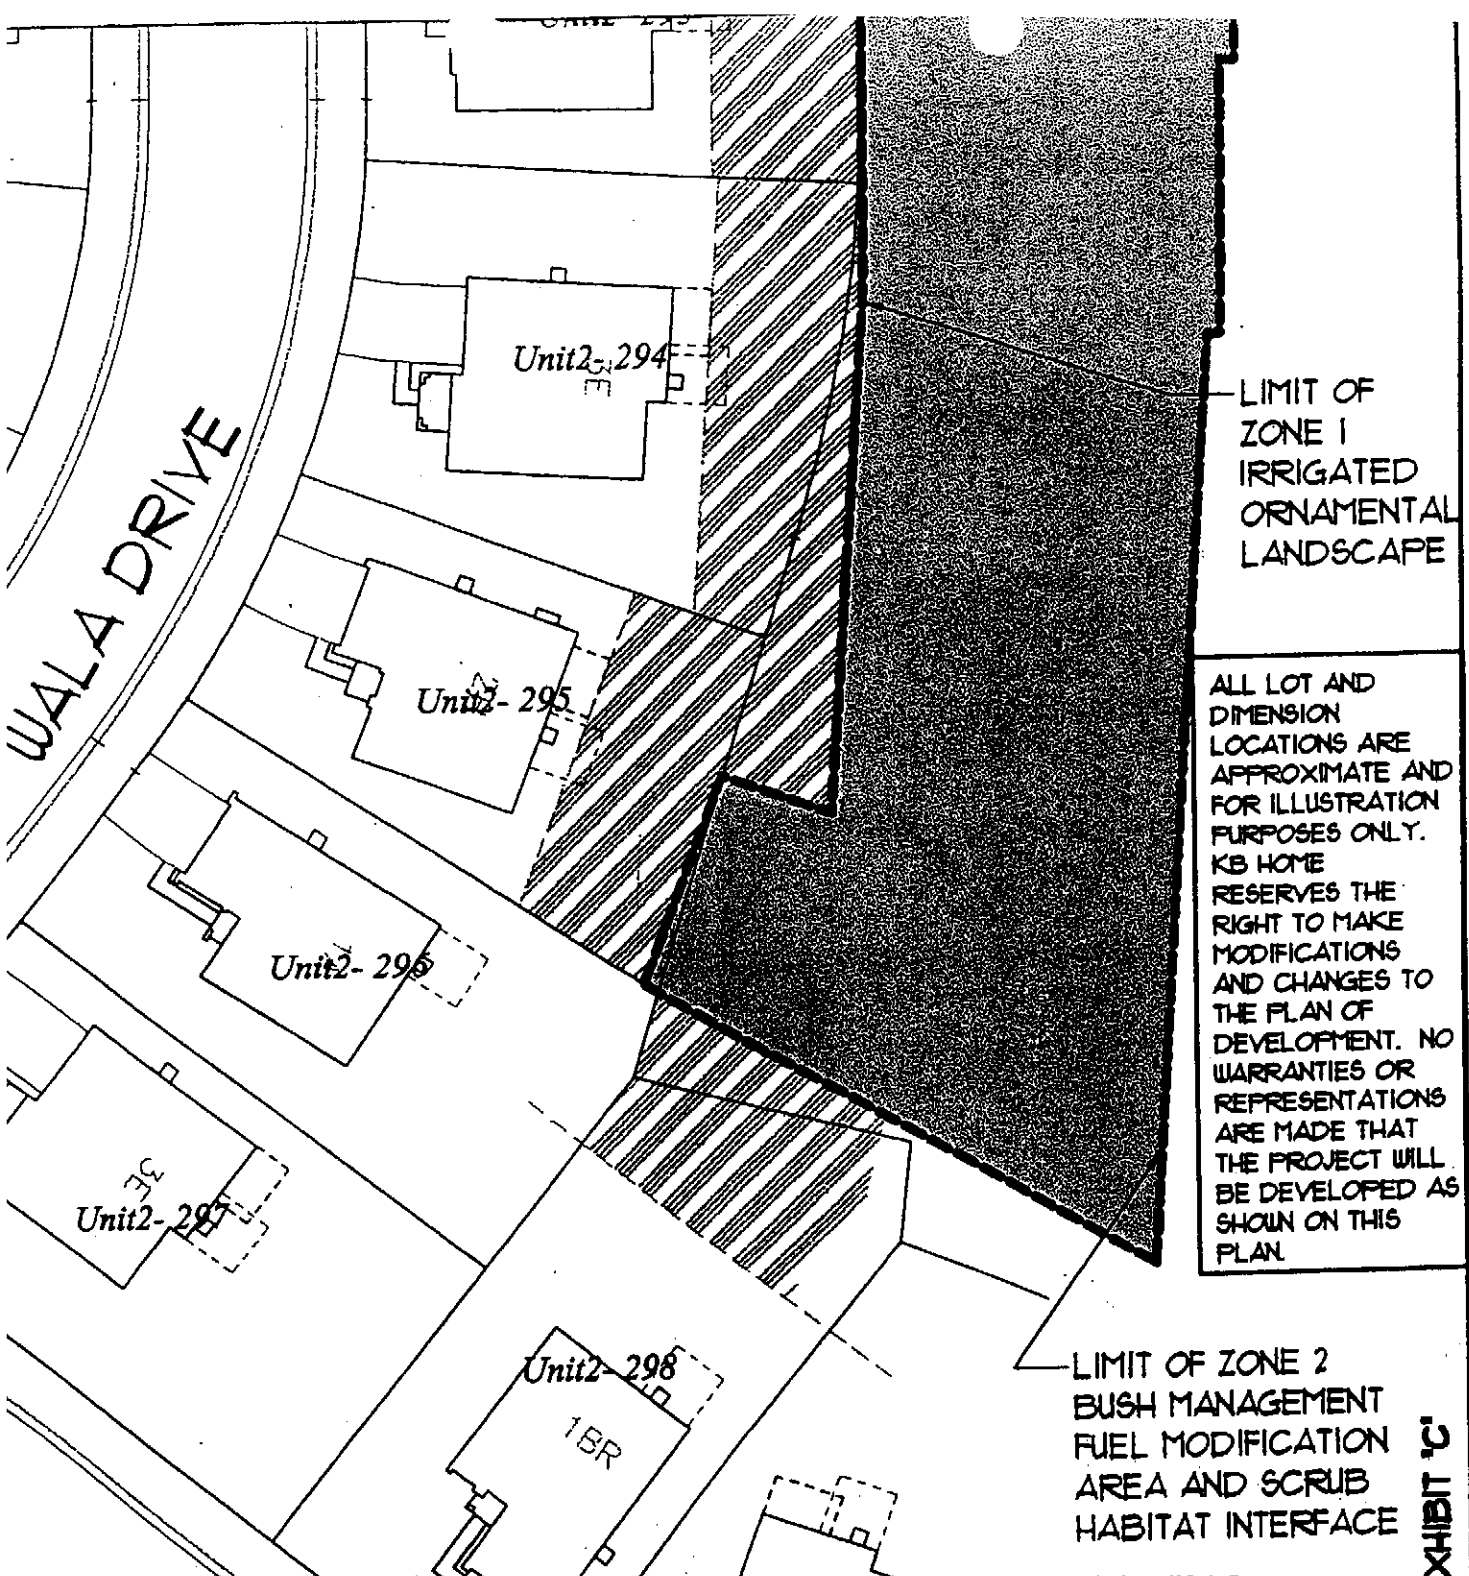 Unit2- 294
3E
WALA DRIVE
Unit2- 295
Unit2- 296
3E
Unit2- 297
Unit2- 298
1BR
LIMIT OF
ZONE 1
IRRIGATED
ORNAMENTAL
LANDSCAPE
ALL LOT AND
DIMENSION
LOCATIONS ARE
APPROXIMATE AND
FOR ILLUSTRATION
PURPOSES ONLY.
KB HOME
RESERVES THE
RIGHT TO MAKE
MODIFICATIONS
AND CHANGES TO
THE PLAN OF
DEVELOPMENT. NO
WARRANTIES OR
REPRESENTATIONS
ARE MADE THAT
THE PROJECT WILL
BE DEVELOPED AS
SHOWN ON THIS
PLAN.
LIMIT OF ZONE 2
BUSH MANAGEMENT
FUEL MODIFICATION
AREA AND SCRUB
HABITAT INTERFACE
XHIBIT 'C'